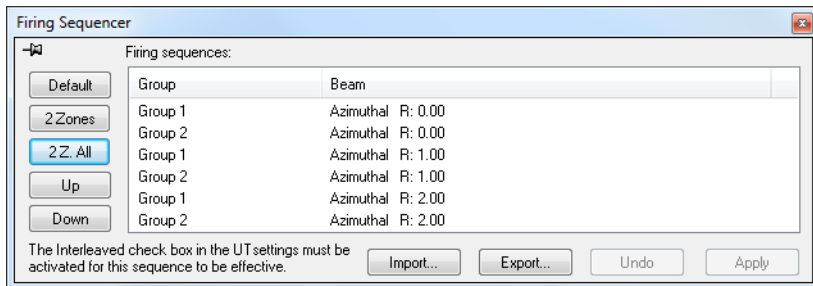 Firing Sequencer
Firing sequences:
Default
2 Zones
2 Z. All
Up
Down
Group Beam
Group 1 Azimuthal R: 0.00
Group 2 Azimuthal R: 0.00
Group 1 Azimuthal R: 1.00
Group 2 Azimuthal R: 1.00
Group 1 Azimuthal R: 2.00
Group 2 Azimuthal R: 2.00
The Interleaved check box in the UT settings must be
activated for this sequence to be effective.
Import...
Export...
Undo
Apply